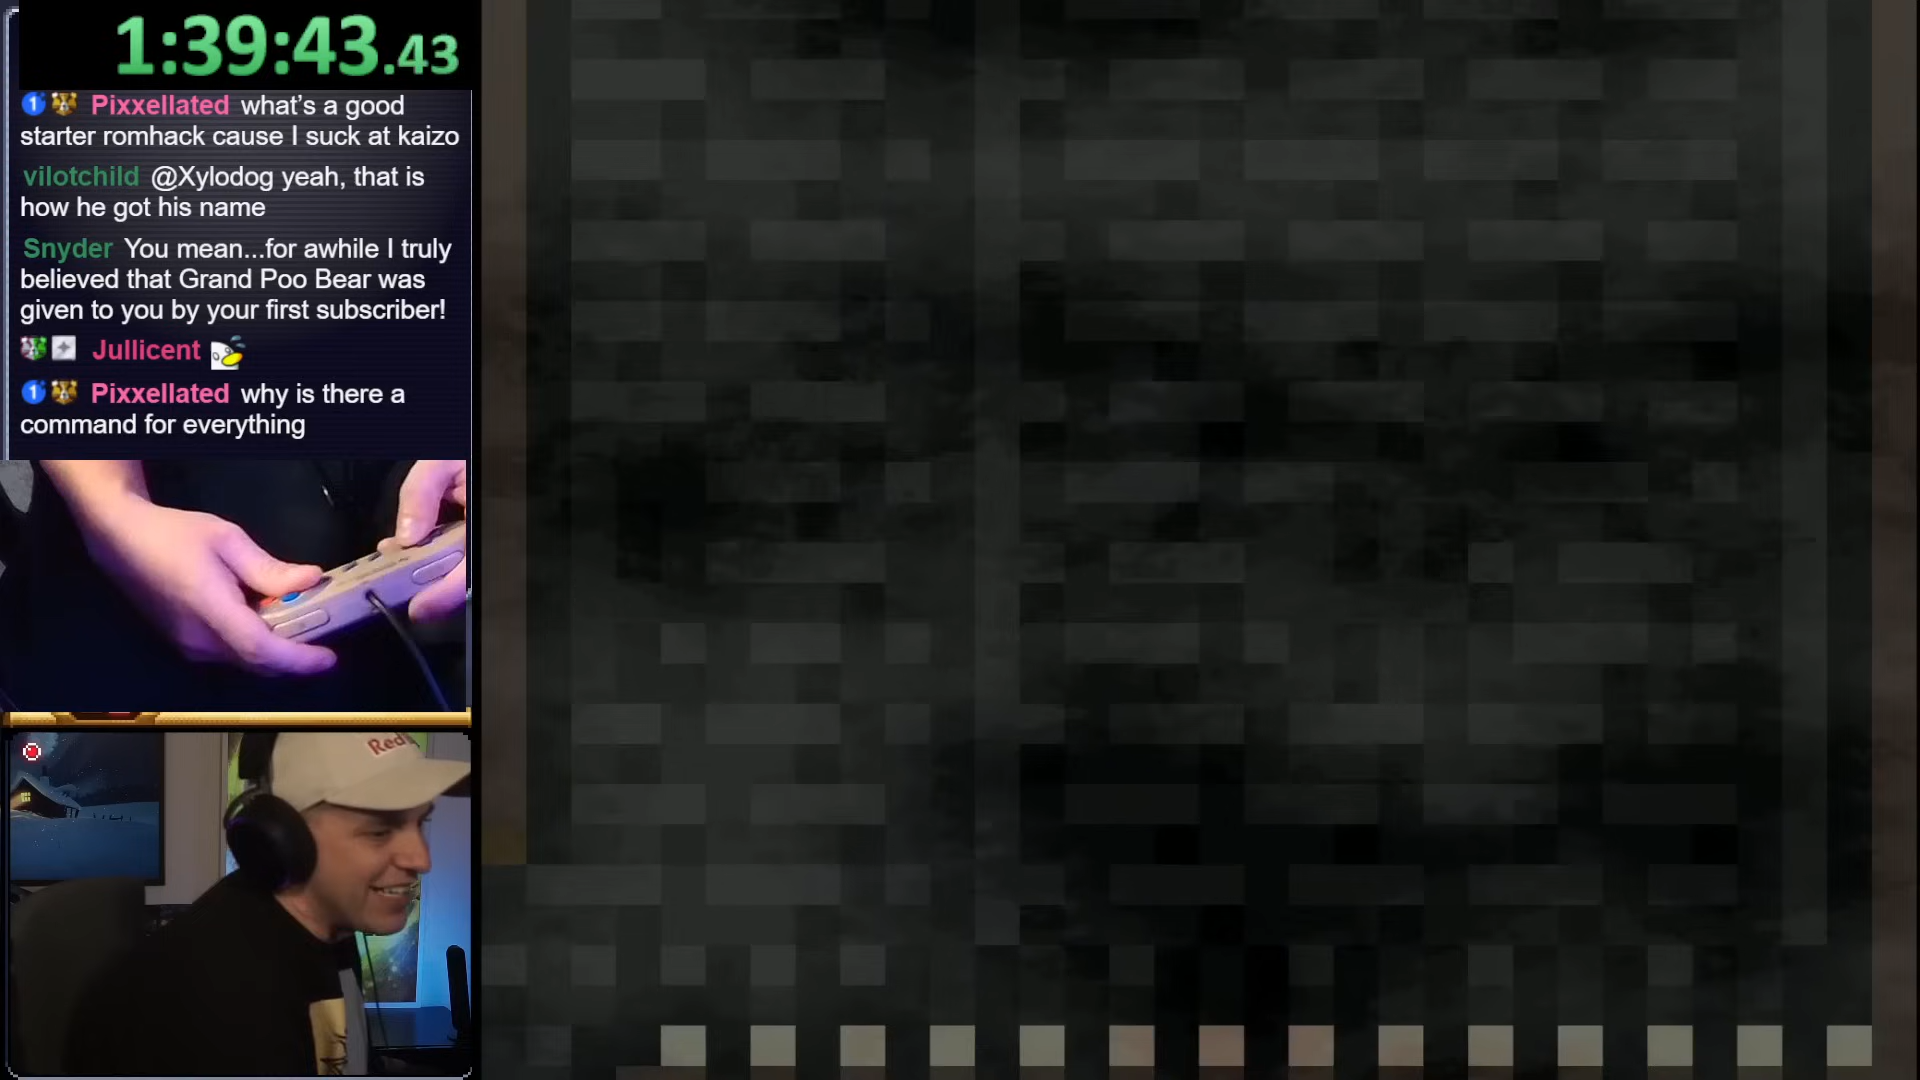 1:39:43.43
Pixxellated what's a good
starter romhack cause I suck at kaizo
vilotchild @Xylodog yeah, that is
how he got his name
Snyder You mean...for awhile I truly
believed that Grand Poo Bear was
given to you by your first subscriber!
Jullicent
Pixxellated why is there a
command for everything
Red